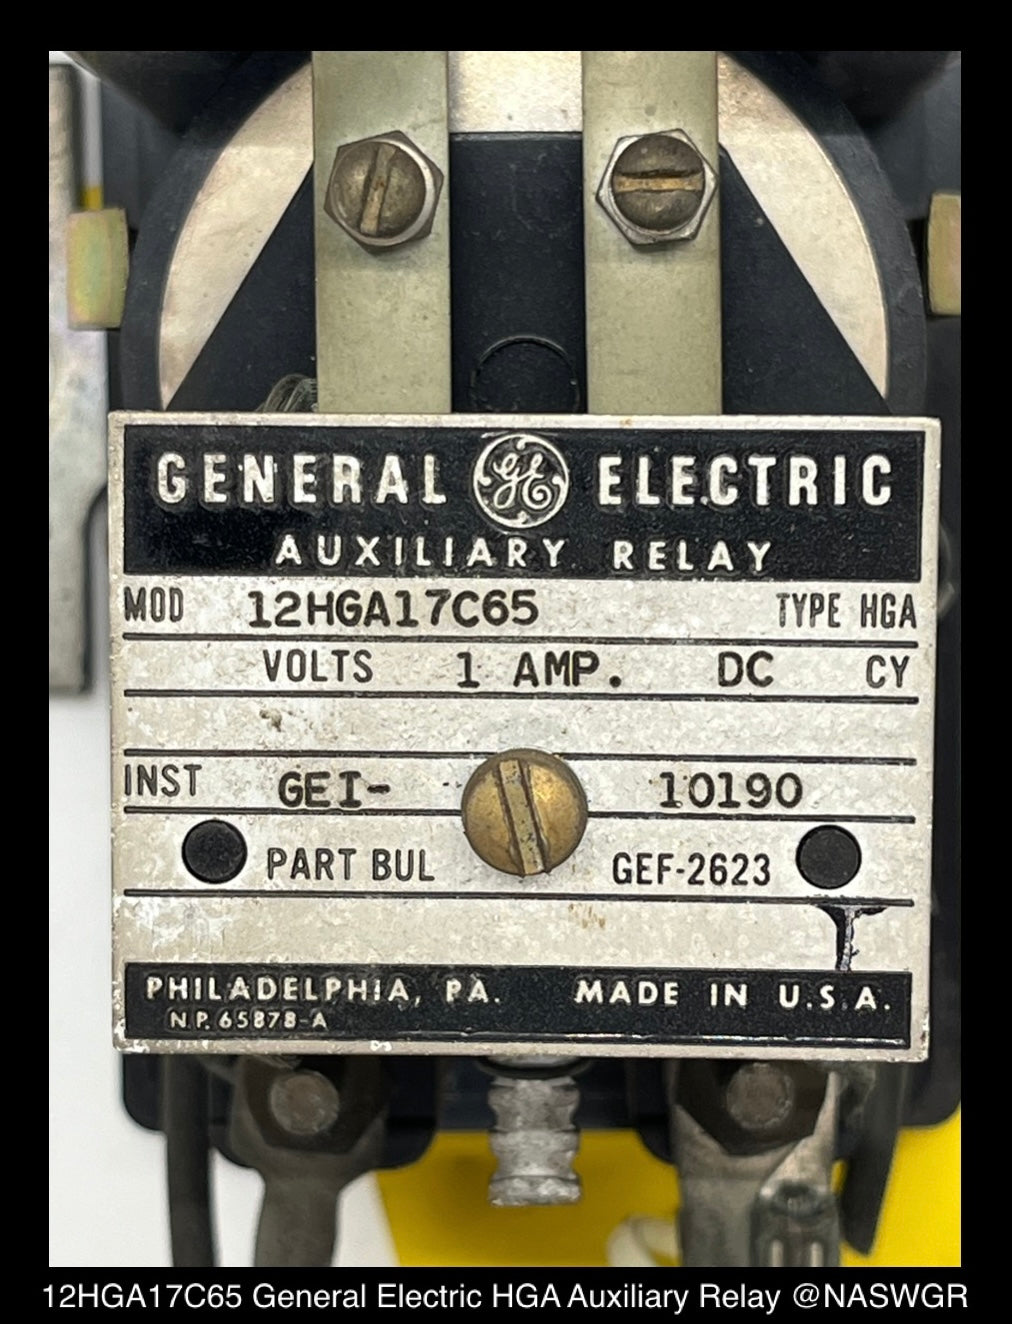 GENERAL GE ELECTRIC
AUXILIARY RELAY
MOD 12HGA17C65 TYPE HGA
VOLTS 1 AMP. DC CY
INST GEI- 10190
PART BUL GEF-2623
PHILADELPHIA, PA. MADE IN U.S.A.
N.P. 65878-A
12HGA17C65 General Electric HGA Auxiliary Relay @NASWGR